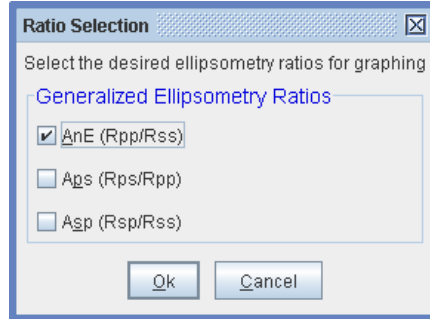 Ratio Selection
Select the desired ellipsometry ratios for graphing
Generalized Ellipsometry Ratios
AnE (Rpp/Rss)
Aps (Rps/Rpp)
Asp (Rsp/Rss)
Ok Cancel